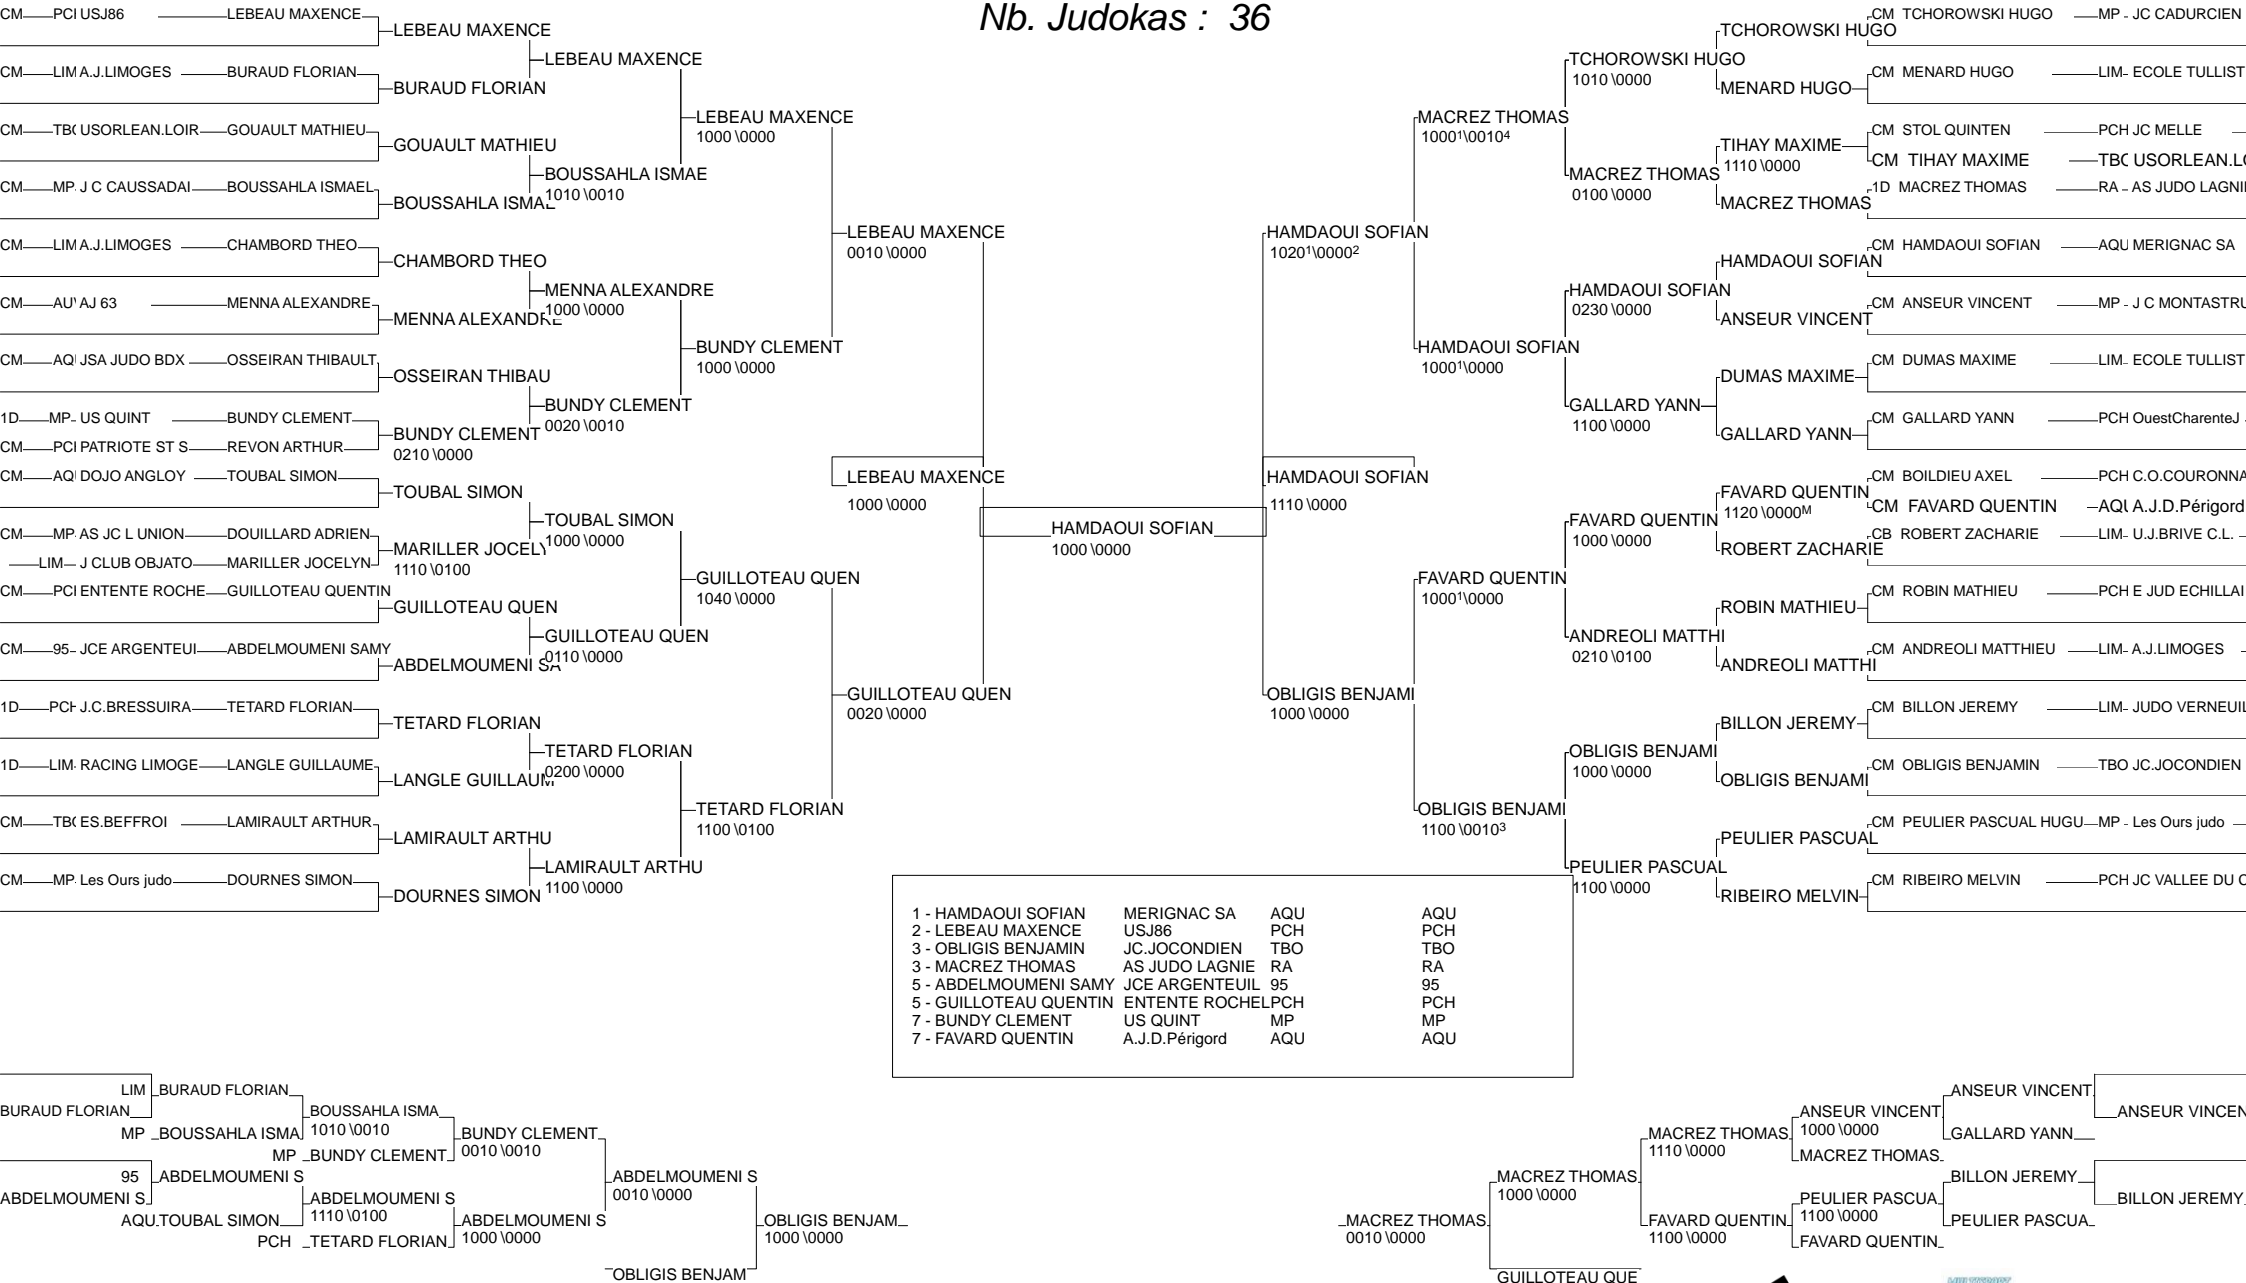 Nb. Judokas : 36
CM PCI USJ86 LEBEAU MAXENCE
CM LIM A.J.LIMOGES BURAUD FLORIAN
CM TBO USORLEAN.LOIR GOUAULT MATHIEU
CM MP J C CAUSSADAI BOUSSAHLA ISMAEL
CM LIM A.J.LIMOGES CHAMBORD THEO
CM AUV AJ 63 MENNA ALEXANDRE
CM AQU JSA JUDO BDX OSSEIRAN THIBAULT
1D MP US QUINT BUNDY CLEMENT
CM PCI PATRIOTE ST S REVON ARTHUR
CM AQU DOJO ANGLOY TOUBAL SIMON
CM MP AS JC L UNION DOUILLARD ADRIEN
LIM J CLUB OBJATO MARILLER JOCELYN
CM PCI ENTENTE ROCHE GUILLOTEAU QUENTIN
CM 95 JCE ARGENTEUI ABDELMOUMENI SAMY
1D PCH J.C.BRESSUIRA TETARD FLORIAN
1D LIM RACING LIMOGE LANGLE GUILLAUME
CM TBO ES.BEFFROI LAMIRAULT ARTHUR
CM MP Les Ours judo DOURNES SIMON
LEBEAU MAXENCE
BURAUD FLORIAN
GOUAULT MATHIEU
BOUSSAHLA ISMAE
CHAMBORD THEO
MENNA ALEXANDRE
OSSEIRAN THIBAU
BUNDY CLEMENT
0210 \0000
TOUBAL SIMON
MARILLER JOCELY
1110 \0100
GUILLOTEAU QUEN
ABDELMOUMENI SA
TETARD FLORIAN
LANGLE GUILLAUM
LAMIRAULT ARTHU
DOURNES SIMON
LEBEAU MAXENCE
BOUSSAHLA ISMAE
1010 \0010
MENNA ALEXANDRE
1000 \0000
BUNDY CLEMENT
0020 \0010
TOUBAL SIMON
1000 \0000
GUILLOTEAU QUEN
0110 \0000
TETARD FLORIAN
0200 \0000
LAMIRAULT ARTHU
1100 \0000
LEBEAU MAXENCE
1000 \0000
BUNDY CLEMENT
1000 \0000
GUILLOTEAU QUEN
1040 \0000
TETARD FLORIAN
1100 \0100
LEBEAU MAXENCE
0010 \0000
LEBEAU MAXENCE
1000 \0000
GUILLOTEAU QUEN
0020 \0000
HAMDAOUI SOFIAN
1000 \0000
HAMDAOUI SOFIAN
1020¹\0000²
HAMDAOUI SOFIAN
1110 \0000
OBLIGIS BENJAMI
1000 \0000
MACREZ THOMAS
1000¹\0010⁴
HAMDAOUI SOFIAN
1000¹\0000
FAVARD QUENTIN
1000¹\0000
OBLIGIS BENJAMI
1100 \0010³
TCHOROWSKI HUGO
1010 \0000
MACREZ THOMAS
0100 \0000
HAMDAOUI SOFIAN
0230 \0000
GALLARD YANN
1100 \0000
FAVARD QUENTIN
1000 \0000
ANDREOLI MATTHI
0210 \0100
OBLIGIS BENJAMI
1000 \0000
PEULIER PASCUAL
1100 \0000
TCHOROWSKI HUGO
MENARD HUGO
TIHAY MAXIME
1110 \0000
MACREZ THOMAS
HAMDAOUI SOFIAN
ANSEUR VINCENT
DUMAS MAXIME
GALLARD YANN
FAVARD QUENTIN
1120 \0000ᴹ
ROBERT ZACHARIE
ROBIN MATHIEU
ANDREOLI MATTHI
BILLON JEREMY
OBLIGIS BENJAMI
PEULIER PASCUAL
RIBEIRO MELVIN
CM TCHOROWSKI HUGO MP - JC CADURCIEN
CM MENARD HUGO LIM- ECOLE TULLIST
CM STOL QUINTEN PCH JC MELLE
CM TIHAY MAXIME TBO USORLEAN.LO
1D MACREZ THOMAS RA - AS JUDO LAGNI
CM HAMDAOUI SOFIAN AQU MERIGNAC SA
CM ANSEUR VINCENT MP - J C MONTASTRU
CM DUMAS MAXIME LIM- ECOLE TULLIST
CM GALLARD YANN PCH OuestCharenteJ
CM BOILDIEU AXEL PCH C.O.COURONNA
CM FAVARD QUENTIN AQU A.J.D.Périgord
CB ROBERT ZACHARIE LIM- U.J.BRIVE C.L.
CM ROBIN MATHIEU PCH E JUD ECHILLAI
CM ANDREOLI MATTHIEU LIM- A.J.LIMOGES
CM BILLON JEREMY LIM- JUDO VERNEUIL
CM OBLIGIS BENJAMIN TBO JC.JOCONDIEN
CM PEULIER PASCUAL HUGU MP - Les Ours judo
CM RIBEIRO MELVIN PCH JC VALLEE DU C
1 - HAMDAOUI SOFIAN MERIGNAC SA AQU AQU
2 - LEBEAU MAXENCE USJ86 PCH PCH
3 - OBLIGIS BENJAMIN JC.JOCONDIEN TBO TBO
3 - MACREZ THOMAS AS JUDO LAGNIE RA RA
5 - ABDELMOUMENI SAMY JCE ARGENTEUIL 95 95
5 - GUILLOTEAU QUENTIN ENTENTE ROCHEL PCH PCH
7 - BUNDY CLEMENT US QUINT MP MP
7 - FAVARD QUENTIN A.J.D.Périgord AQU AQU
BURAUD FLORIAN
ABDELMOUMENI S
LIM BURAUD FLORIAN
MP BOUSSAHLA ISMA
95 ABDELMOUMENI S
AQU TOUBAL SIMON
BOUSSAHLA ISMA
1010 \0010
MP BUNDY CLEMENT
ABDELMOUMENI S
1110 \0100
PCH TETARD FLORIAN
BUNDY CLEMENT
0010 \0010
ABDELMOUMENI S
1000 \0000
ABDELMOUMENI S
0010 \0000
OBLIGIS BENJAM
OBLIGIS BENJAM
1000 \0000
MACREZ THOMAS
0010 \0000
MACREZ THOMAS
1000 \0000
GUILLOTEAU QUE
MACREZ THOMAS
1110 \0000
FAVARD QUENTIN
1100 \0000
ANSEUR VINCENT
1000 \0000
MACREZ THOMAS
PEULIER PASCUA
1100 \0000
FAVARD QUENTIN
ANSEUR VINCENT
GALLARD YANN
BILLON JEREMY
PEULIER PASCUA
ANSEUR VINCEN
BILLON JEREMY